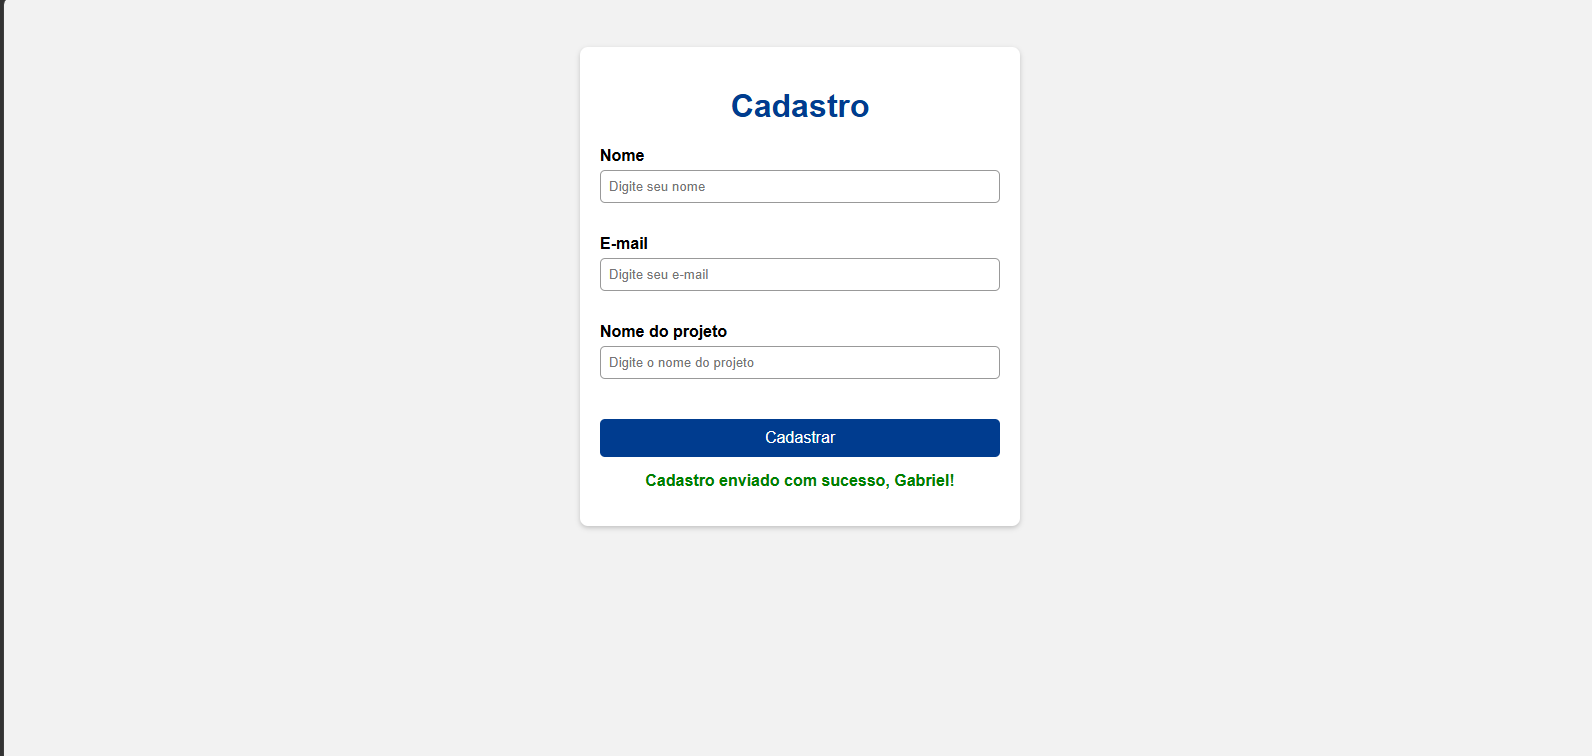 Cadastro
Nome
Digite seu nome
E-mail
Digite seu e-mail
Nome do projeto
Digite o nome do projeto
Cadastrar
Cadastro enviado com sucesso, Gabriel!